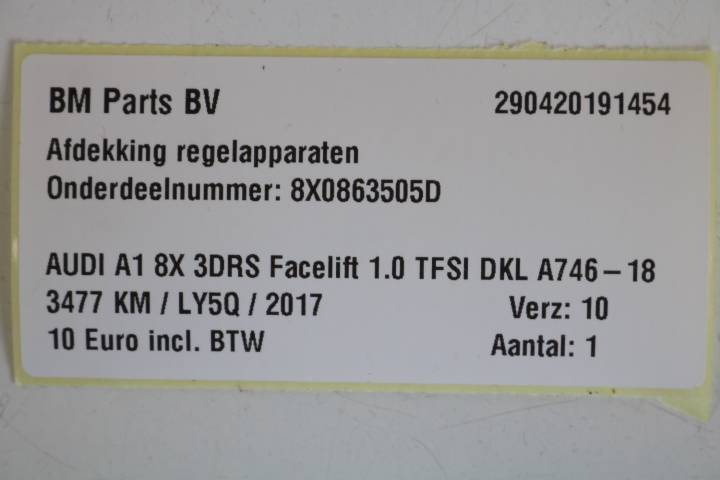 BM Parts BV 290420191454
Afdekking regelapparaten
Onderdeelnummer: 8X0863505D
AUDI A1 8X 3DRS Facelift 1.0 TFSI DKL A746-18
3477 KM / LY5Q / 2017 Verz: 10
10 Euro incl. BTW Aantal: 1